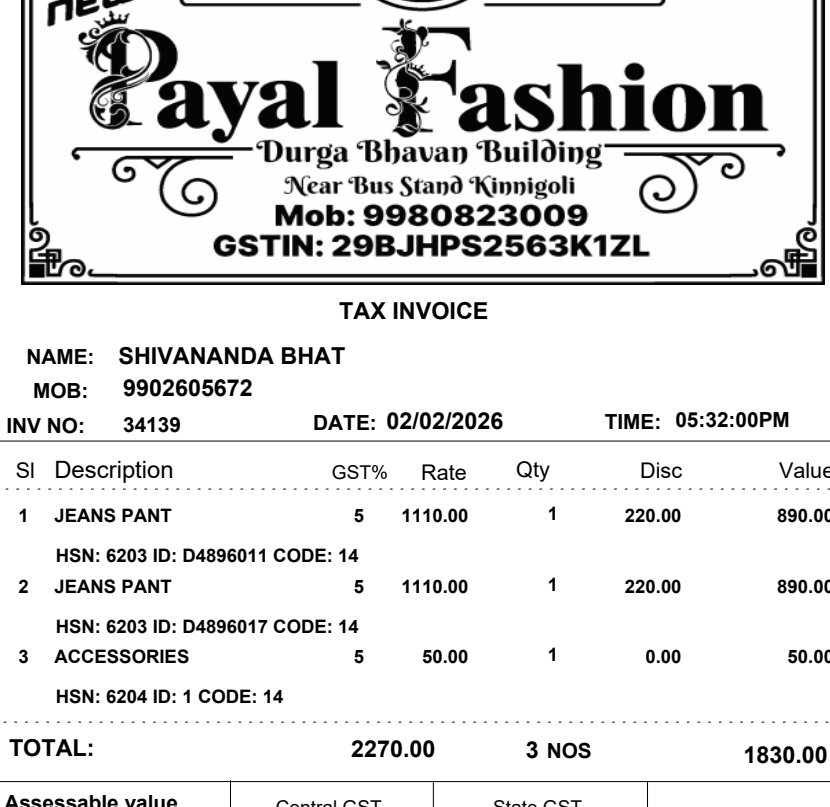 new
Payal Fashion
Durga Bhavan Building
Near Bus Stand Kinnigoli
Mob: 9980823009
GSTIN: 29BJHPS2563K1ZL
TAX INVOICE
NAME: SHIVANANDA BHAT
MOB: 9902605672
INV NO: 34139 DATE: 02/02/2026 TIME: 05:32:00PM
Sl Description GST% Rate Qty Disc Value
1 JEANS PANT 5 1110.00 1 220.00 890.00
HSN: 6203 ID: D4896011 CODE: 14
2 JEANS PANT 5 1110.00 1 220.00 890.00
HSN: 6203 ID: D4896017 CODE: 14
3 ACCESSORIES 5 50.00 1 0.00 50.00
HSN: 6204 ID: 1 CODE: 14
TOTAL: 2270.00 3 NOS 1830.00
Assessable value Central GST State GST